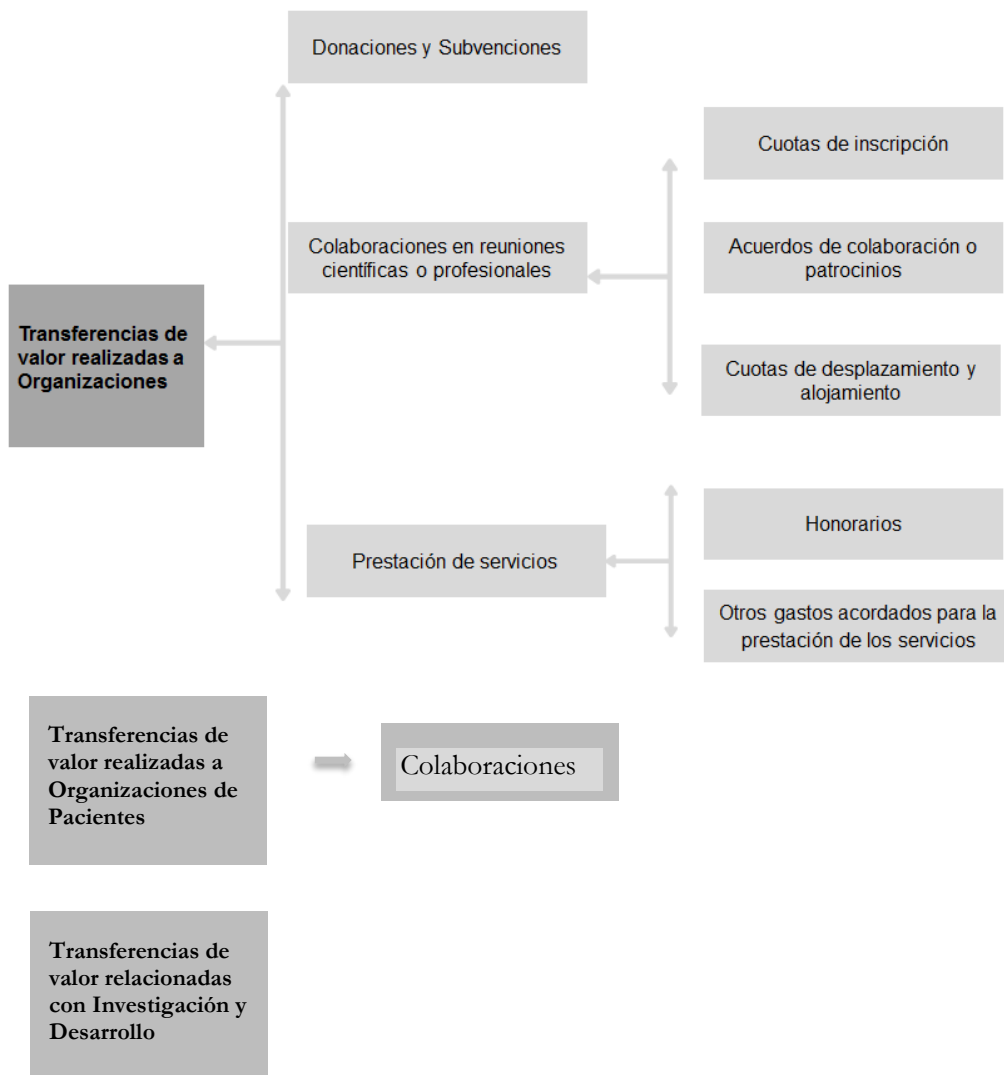 Donaciones y Subvenciones
Cuotas de inscripción
Colaboraciones en reuniones
científicas o profesionales
Acuerdos de colaboración o
patrocinios
Transferencias de
valor realizadas a
Organizaciones
Cuotas de desplazamiento y
alojamiento
Honorarios
Prestación de servicios
Otros gastos acordados para la
prestación de los servicios
Transferencias de
valor realizadas a
Organizaciones de
Pacientes
Colaboraciones
Transferencias de
valor relacionadas
con Investigación y
Desarrollo